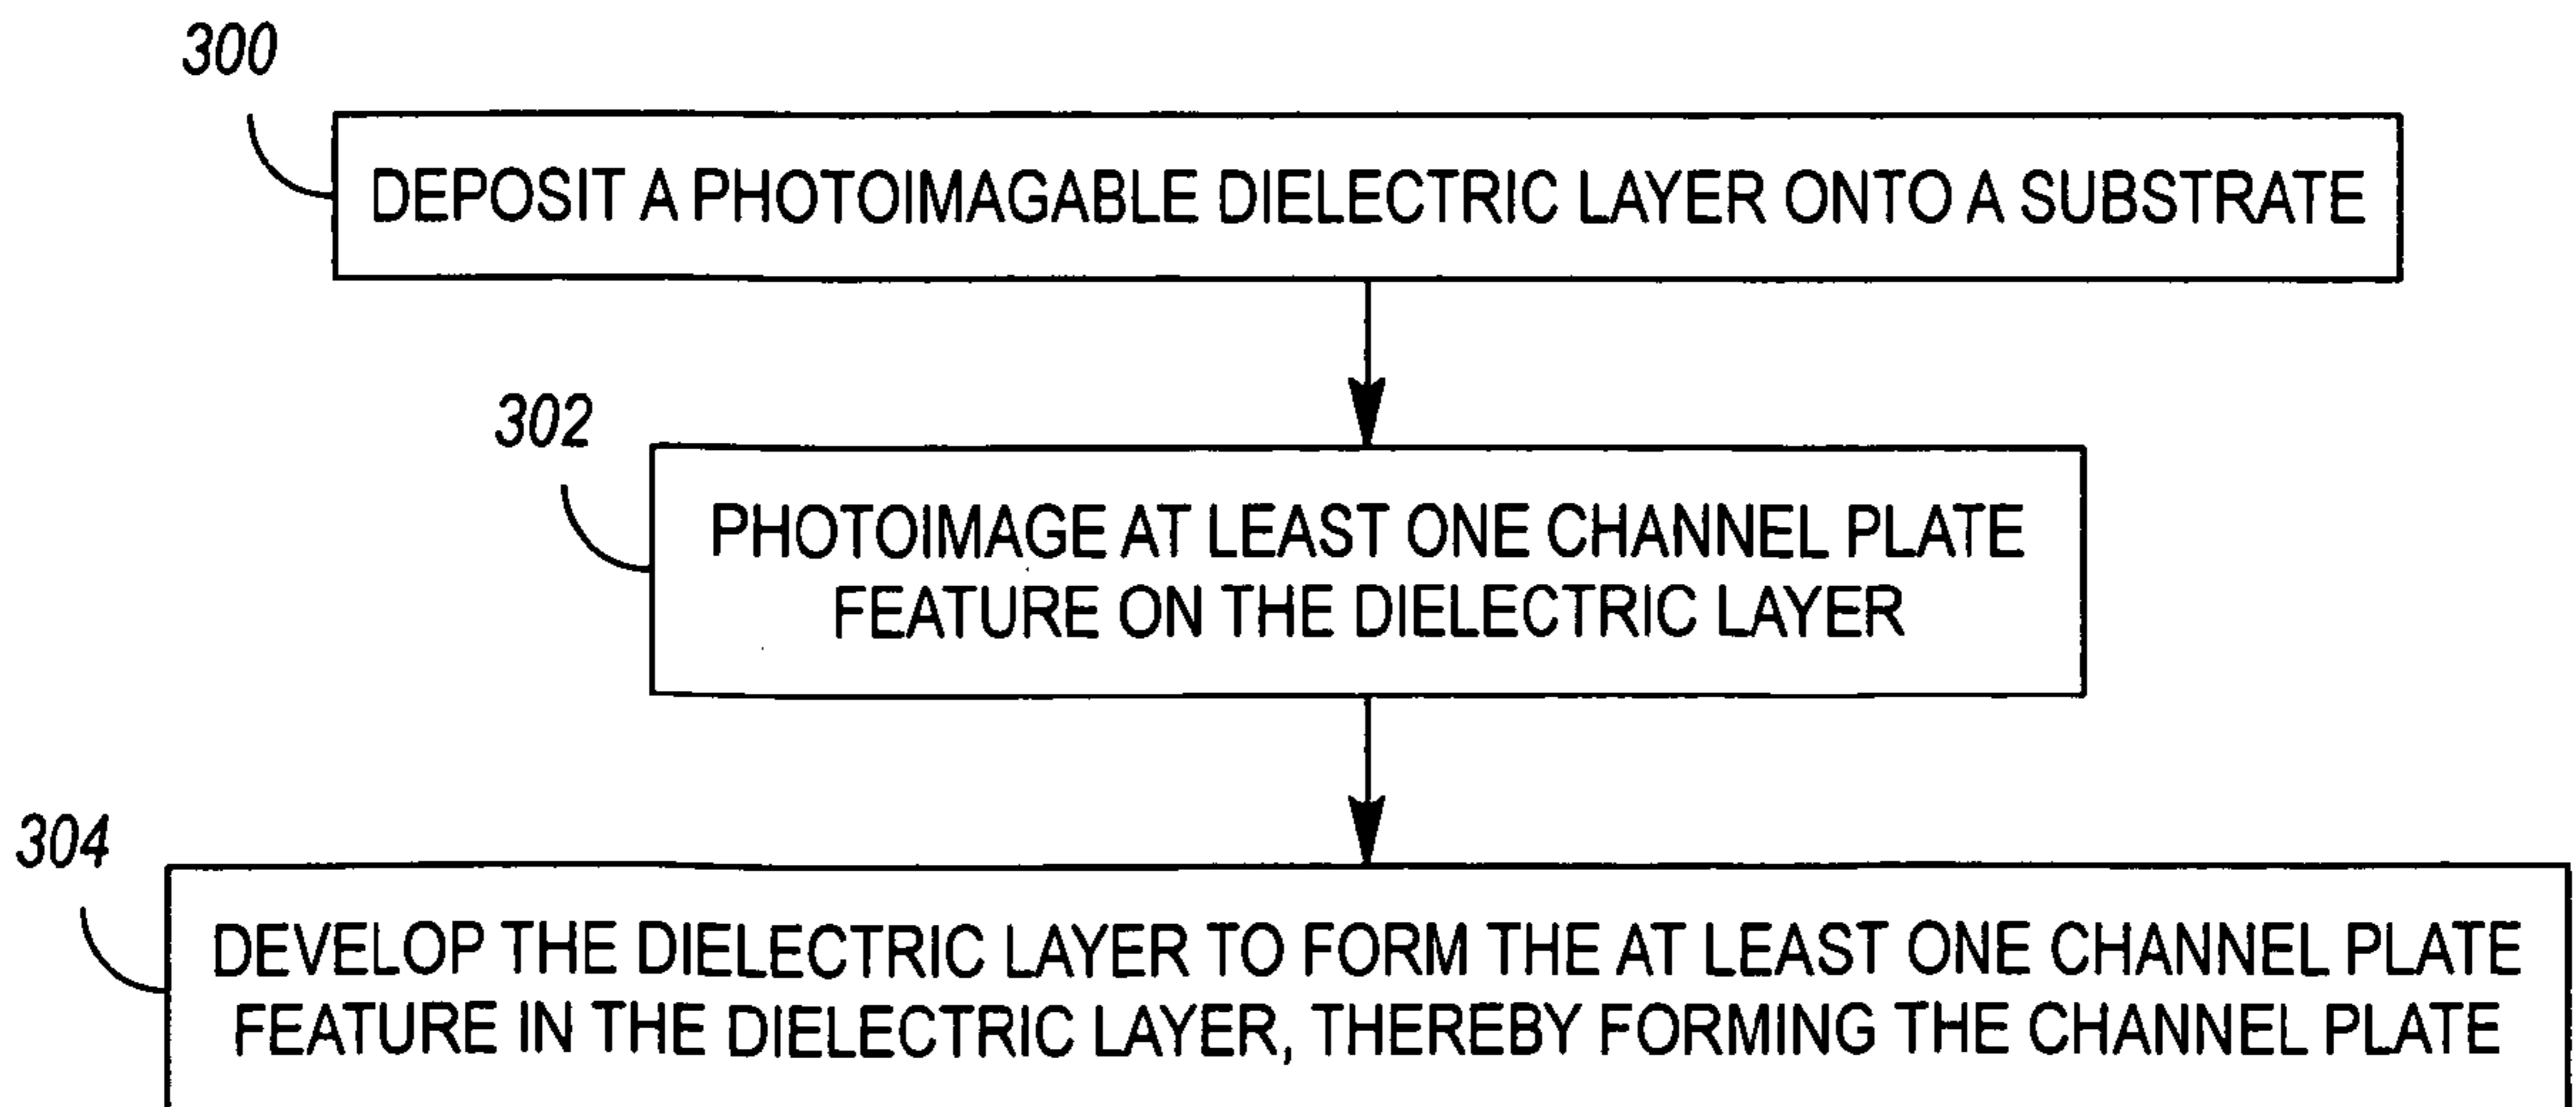 300
DEPOSIT A PHOTOIMAGABLE DIELECTRIC LAYER ONTO A SUBSTRATE
302
PHOTOIMAGE AT LEAST ONE CHANNEL PLATE
FEATURE ON THE DIELECTRIC LAYER
304
DEVELOP THE DIELECTRIC LAYER TO FORM THE AT LEAST ONE CHANNEL PLATE
FEATURE IN THE DIELECTRIC LAYER, THEREBY FORMING THE CHANNEL PLATE